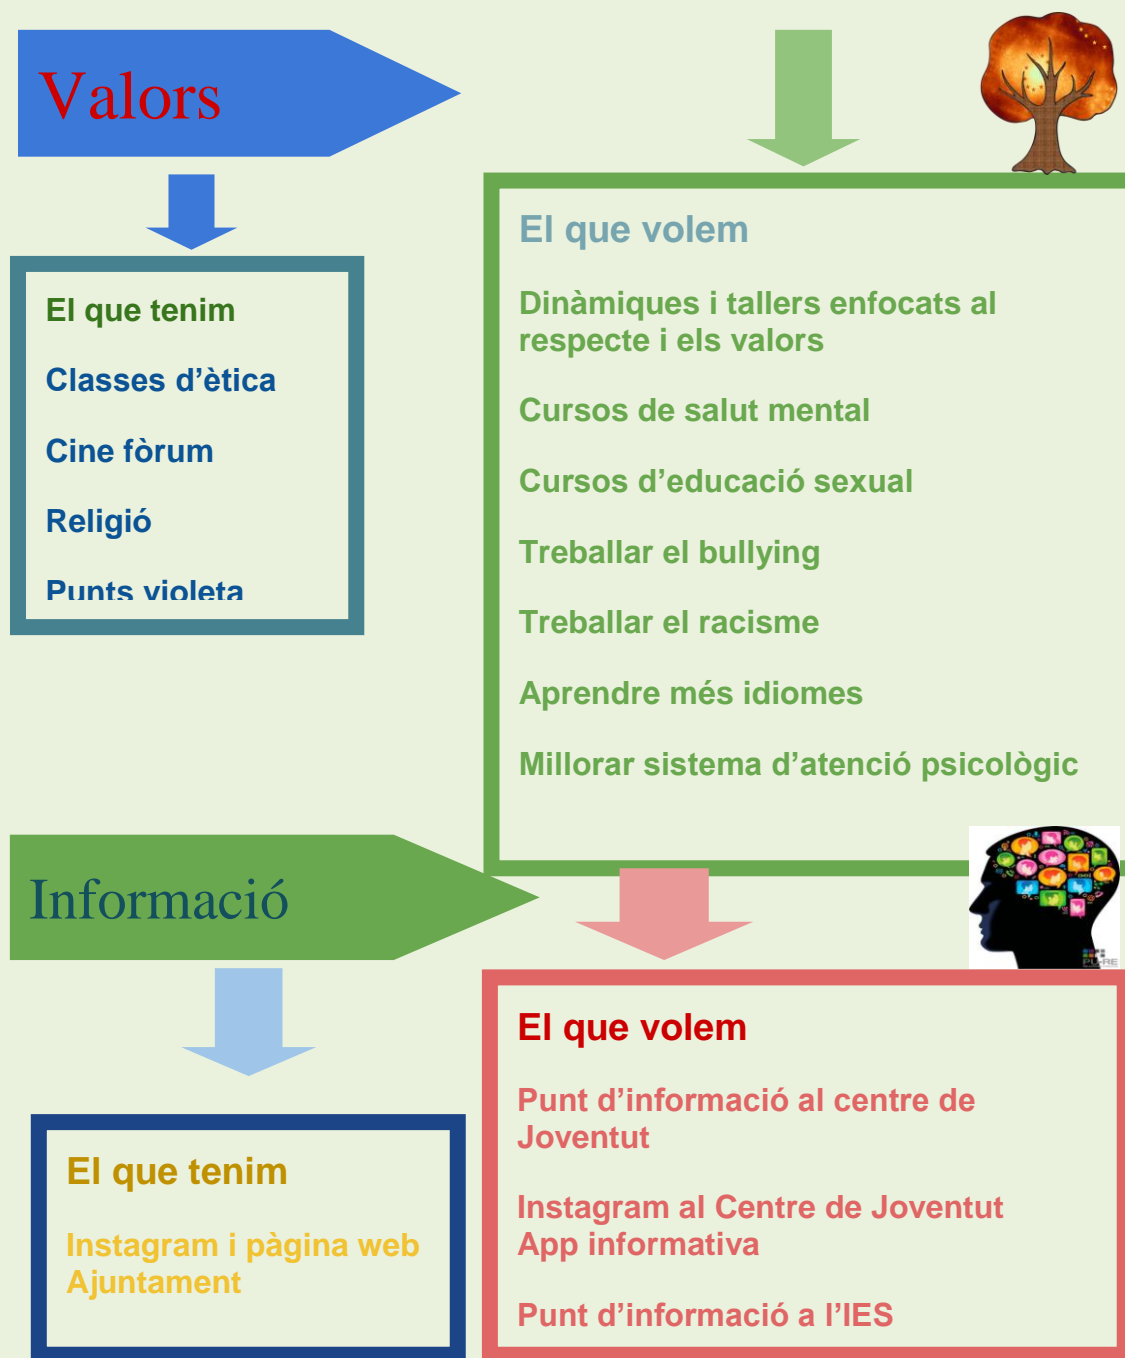 Valors
El que tenim
Classes d’ètica
Cine fòrum
Religió
Punts violeta
El que volem
Dinàmiques i tallers enfocats al
respecte i els valors
Cursos de salut mental
Cursos d’educació sexual
Treballar el bullying
Treballar el racisme
Aprendre més idiomes
Millorar sistema d’atenció psicològic
Informació
El que tenim
Instagram i pàgina web
Ajuntament
El que volem
Punt d’informació al centre de
Joventut
Instagram al Centre de Joventut
App informativa
Punt d’informació a l’IES